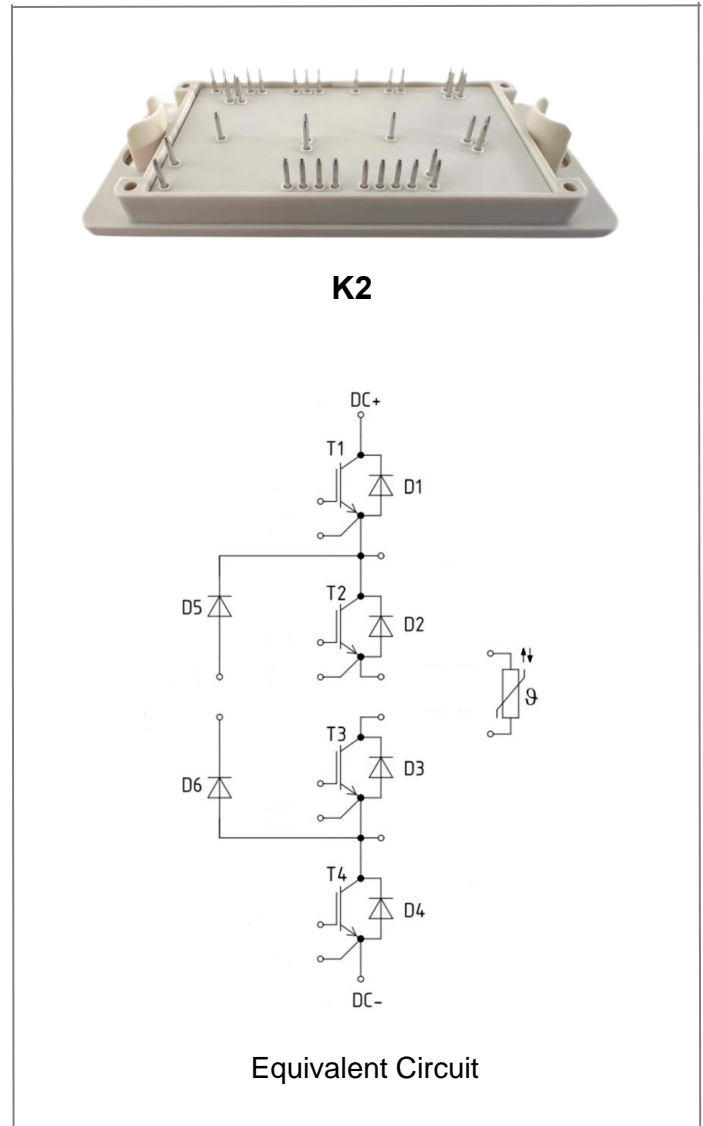 K2
DC+
T1
D1
T2
D5
D2
ϑ
T3
D3
D6
T4
D4
DC-
Equivalent Circuit